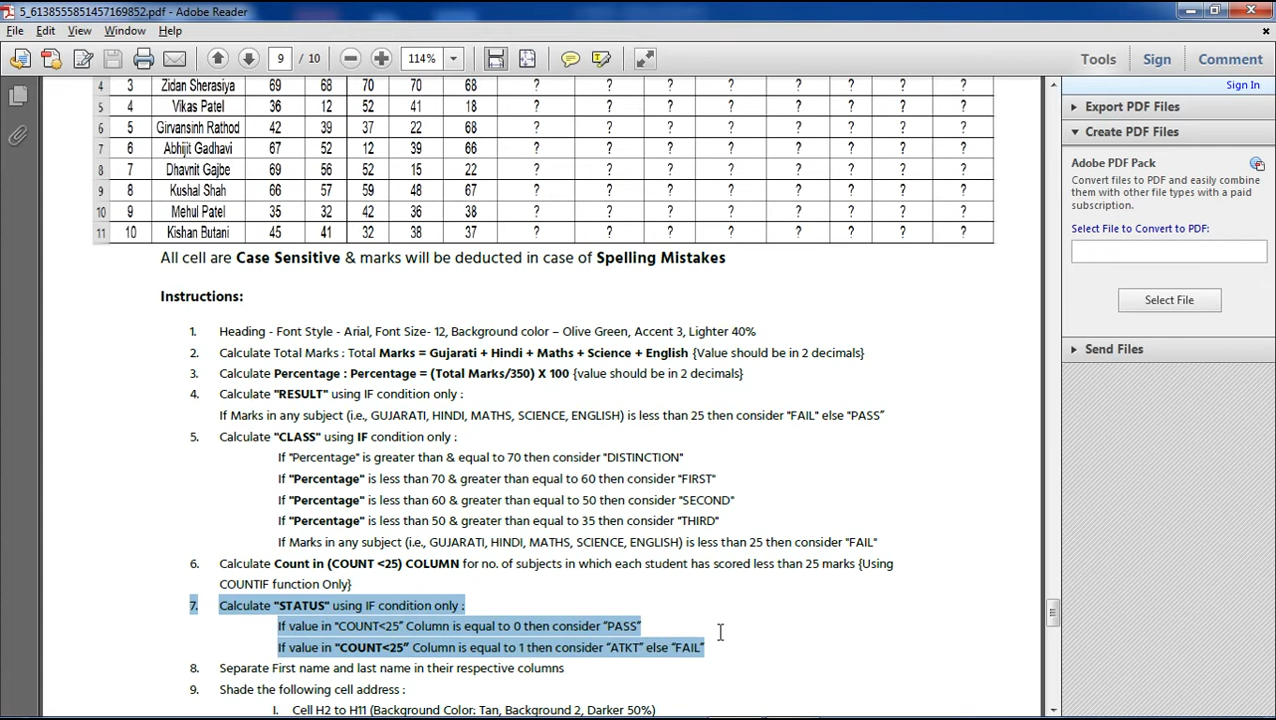 5_6138555851457169852.pdf - Adobe Reader
File Edit View Window Help
9 / 10 114% Tools Sign Comment
4 3 Zidan Sherasiya 69 68 70 70 68 ? ? ? ? ? ? ?
5 4 Vikas Patel 36 12 52 41 18 ? ? ? ? ? ? ?
6 5 Girvansinh Rathod 42 39 37 22 68 ? ? ? ? ? ? ?
7 6 Abhijit Gadhavi 67 52 12 39 66 ? ? ? ? ? ? ?
8 7 Dhavnit Gajbe 69 56 52 15 22 ? ? ? ? ? ? ?
9 8 Kushal Shah 66 57 59 48 67 ? ? ? ? ? ? ?
10 9 Mehul Patel 35 32 42 36 38 ? ? ? ? ? ? ?
11 10 Kishan Butani 45 41 32 38 37 ? ? ? ? ? ? ?
All cell are Case Sensitive & marks will be deducted in case of Spelling Mistakes
Instructions:
1. Heading - Font Style - Arial, Font Size- 12, Background color – Olive Green, Accent 3, Lighter 40%
2. Calculate Total Marks : Total Marks = Gujarati + Hindi + Maths + Science + English {Value should be in 2 decimals}
3. Calculate Percentage : Percentage = (Total Marks/350) X 100 {value should be in 2 decimals}
4. Calculate "RESULT" using IF condition only :
If Marks in any subject (i.e., GUJARATI, HINDI, MATHS, SCIENCE, ENGLISH) is less than 25 then consider "FAIL" else "PASS”
5. Calculate "CLASS" using IF condition only :
If "Percentage" is greater than & equal to 70 then consider "DISTINCTION"
If "Percentage" is less than 70 & greater than equal to 60 then consider "FIRST"
If "Percentage" is less than 60 & greater than equal to 50 then consider "SECOND"
If "Percentage" is less than 50 & greater than equal to 35 then consider "THIRD"
If Marks in any subject (i.e., GUJARATI, HINDI, MATHS, SCIENCE, ENGLISH) is less than 25 then consider "FAIL"
6. Calculate Count in (COUNT <25) COLUMN for no. of subjects in which each student has scored less than 25 marks {Using
COUNTIF function Only}
7. Calculate "STATUS" using IF condition only :
If value in "COUNT<25” Column is equal to 0 then consider “PASS”
If value in "COUNT<25” Column is equal to 1 then consider “ATKT” else “FAIL”
8. Separate First name and last name in their respective columns
9. Shade the following cell address :
I. Cell H2 to H11 (Background Color: Tan, Background 2, Darker 50%)
Sign In
Export PDF Files
Create PDF Files
Adobe PDF Pack
Convert files to PDF and easily combine
them with other file types with a paid
subscription.
Select File to Convert to PDF:
Select File
Send Files